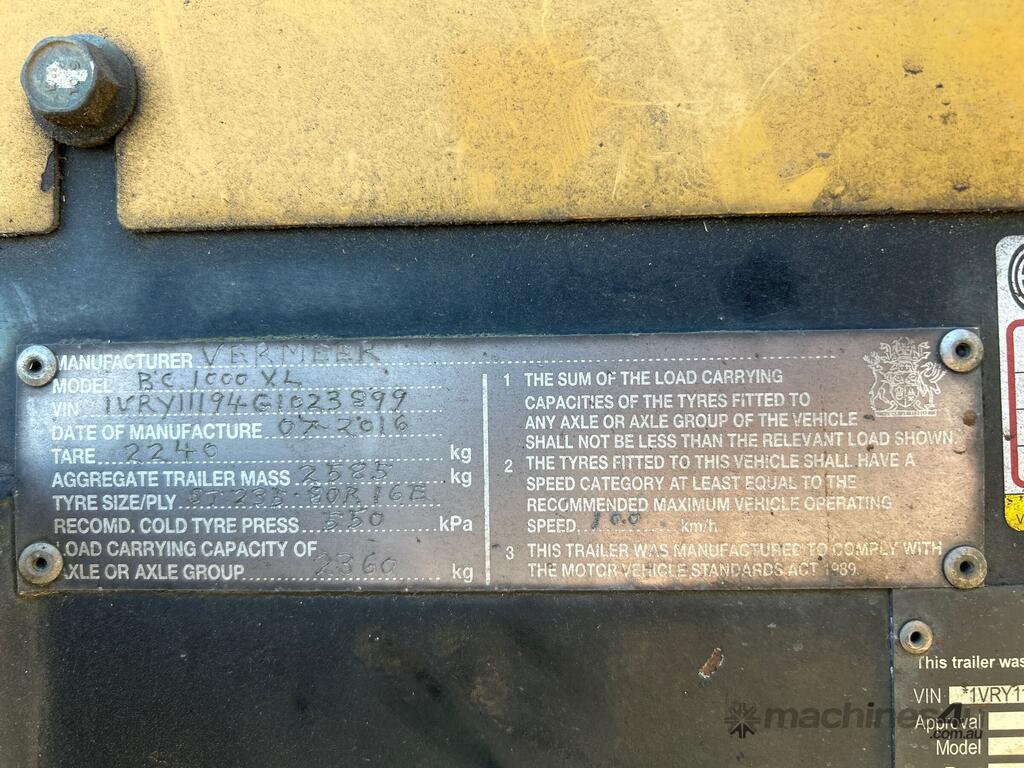 MANUFACTURER VERMEER
MODEL BC 1000 XL
VIN 1VRY11194G1023899
DATE OF MANUFACTURE 07-2016
TARE 2240 kg
AGGREGATE TRAILER MASS 2585 kg
TYRE SIZE/PLY ST 235-80R16E
RECOMD. COLD TYRE PRESS 550 kPa
LOAD CARRYING CAPACITY OF
AXLE OR AXLE GROUP 2360 kg
1 THE SUM OF THE LOAD CARRYING
CAPACITIES OF THE TYRES FITTED TO
ANY AXLE OR AXLE GROUP OF THE VEHICLE
SHALL NOT BE LESS THAN THE RELEVANT LOAD SHOWN.
2 THE TYRES FITTED TO THIS VEHICLE SHALL HAVE A
SPEED CATEGORY AT LEAST EQUAL TO THE
RECOMMENDED MAXIMUM VEHICLE OPERATING
SPEED, 100 km/h
3 THIS TRAILER WAS MANUFACTURED TO COMPLY WITH
THE MOTOR VEHICLE STANDARDS ACT 1989.
This trailer was
VIN *1VRY11
Approval
Model
machines4u
.com.au